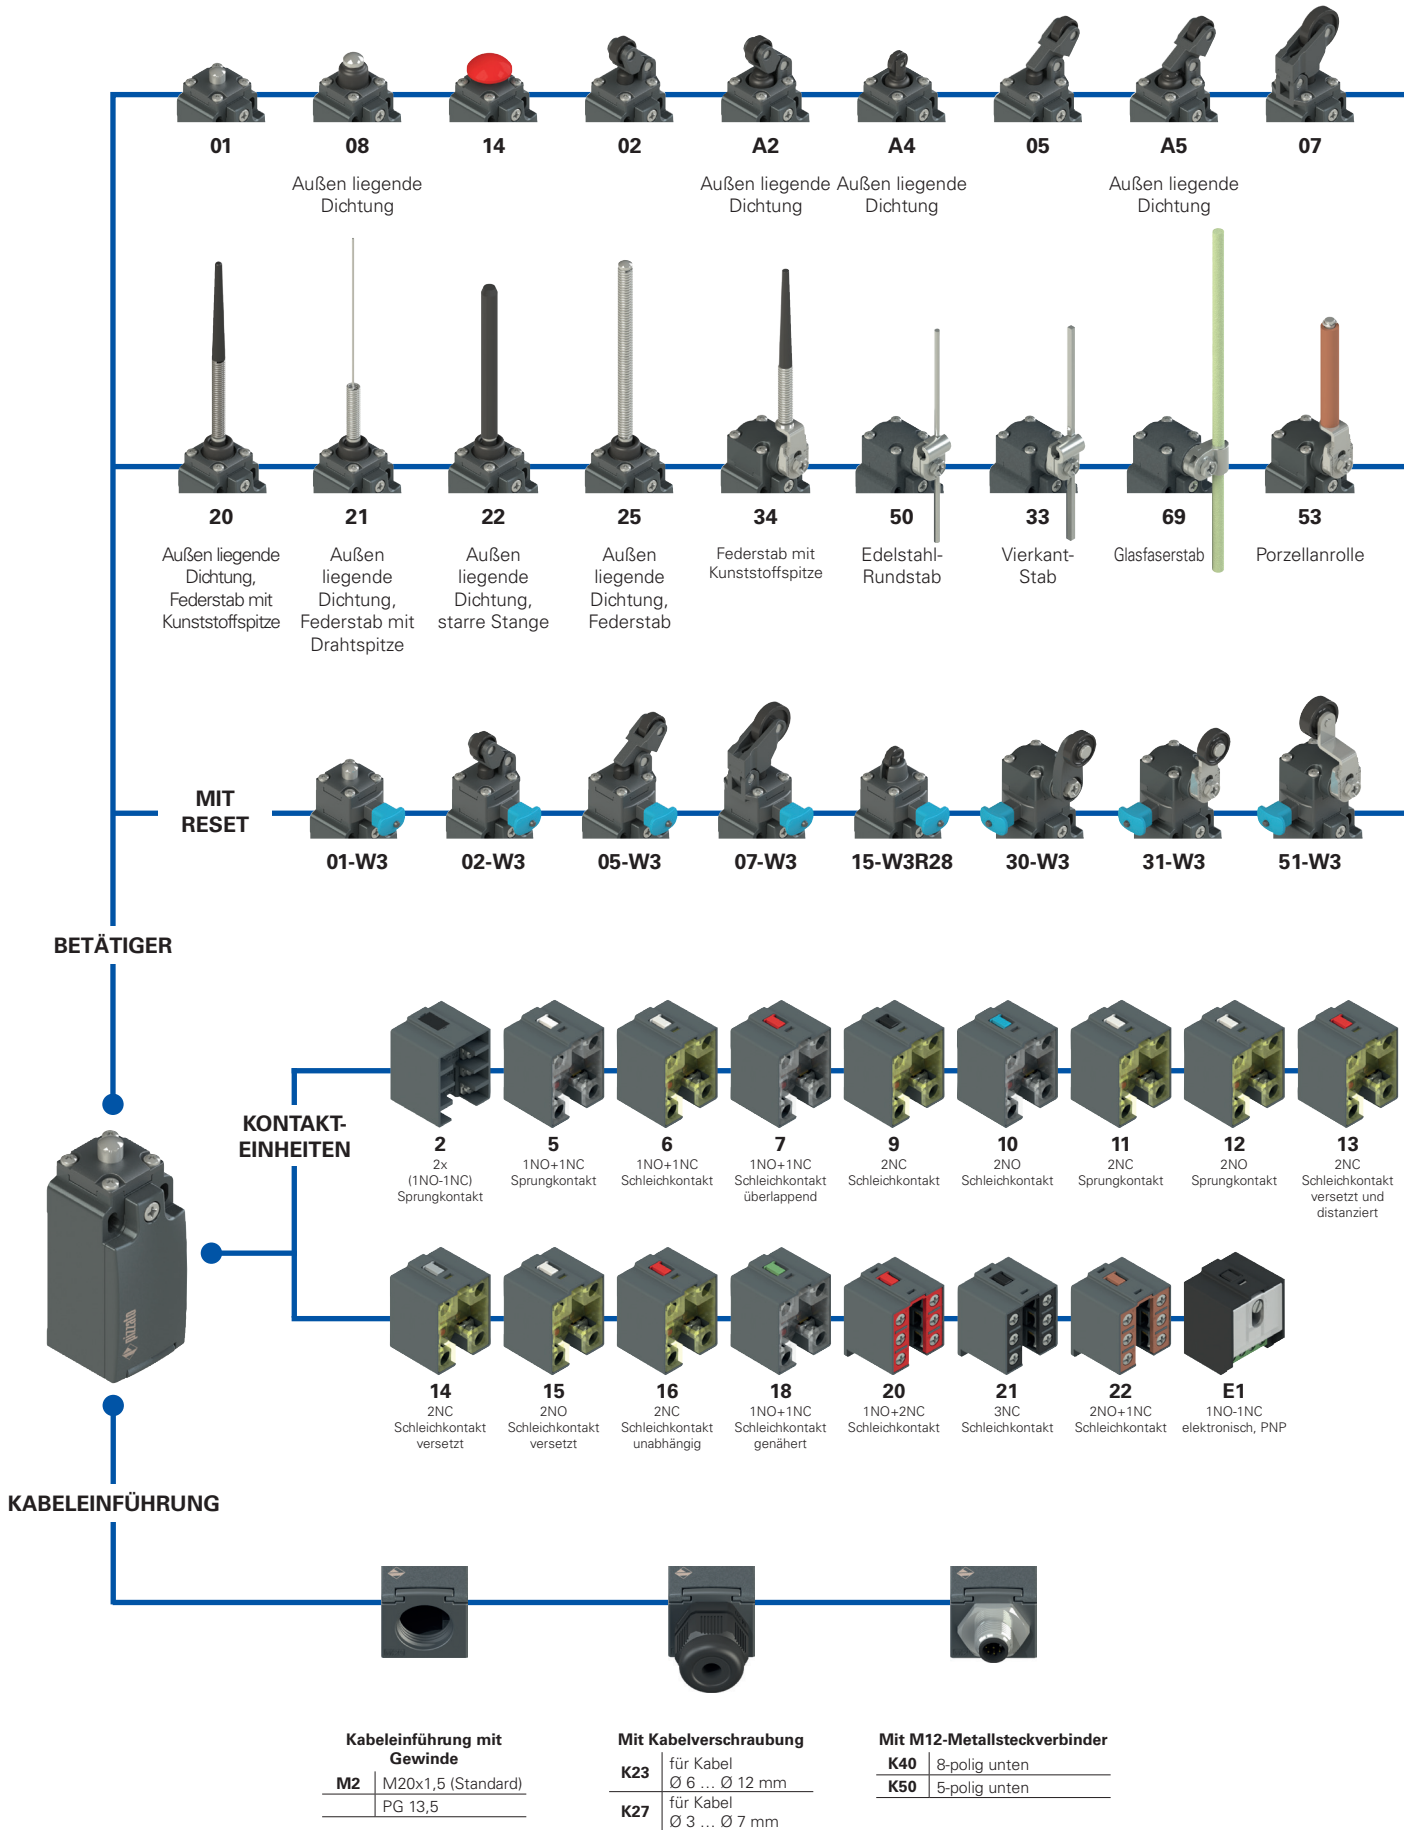 01
08
14
02
A2
A4
05
A5
07
Außen liegende
Dichtung
Außen liegende
Dichtung
Außen liegende
Dichtung
Außen liegende
Dichtung
20
21
22
25
34
50
33
69
53
Außen liegende
Dichtung,
Federstab mit
Kunststoffspitze
Außen
liegende
Dichtung,
Federstab mit
Drahtspitze
Außen
liegende
Dichtung,
starre Stange
Außen
liegende
Dichtung,
Federstab
Federstab mit
Kunststoffspitze
Edelstahl-
Rundstab
Vierkant-
Stab
Glasfaserstab
Porzellanrolle
MIT
RESET
01-W3
02-W3
05-W3
07-W3
15-W3R28
30-W3
31-W3
51-W3
BETÄTIGER
KONTAKT-
EINHEITEN
2
2x
(1NO-1NC)
Sprungkontakt
5
1NO+1NC
Sprungkontakt
6
1NO+1NC
Schleichkontakt
7
1NO+1NC
Schleichkontakt
überlappend
9
2NC
Schleichkontakt
10
2NO
Schleichkontakt
11
2NC
Sprungkontakt
12
2NO
Sprungkontakt
13
2NC
Schleichkontakt
versetzt und
distanziert
pizzato
14
2NC
Schleichkontakt
versetzt
15
2NO
Schleichkontakt
versetzt
16
2NC
Schleichkontakt
unabhängig
18
1NO+1NC
Schleichkontakt
genähert
20
1NO+2NC
Schleichkontakt
21
3NC
Schleichkontakt
22
2NO+1NC
Schleichkontakt
E1
1NO-1NC
elektronisch, PNP
KABELEINFÜHRUNG
Kabeleinführung mit
Gewinde
M2 M20x1,5 (Standard)
PG 13,5
Mit Kabelverschraubung
K23 für Kabel
Ø 6 … Ø 12 mm
K27 für Kabel
Ø 3 … Ø 7 mm
Mit M12-Metallsteckverbinder
K40 8-polig unten
K50 5-polig unten